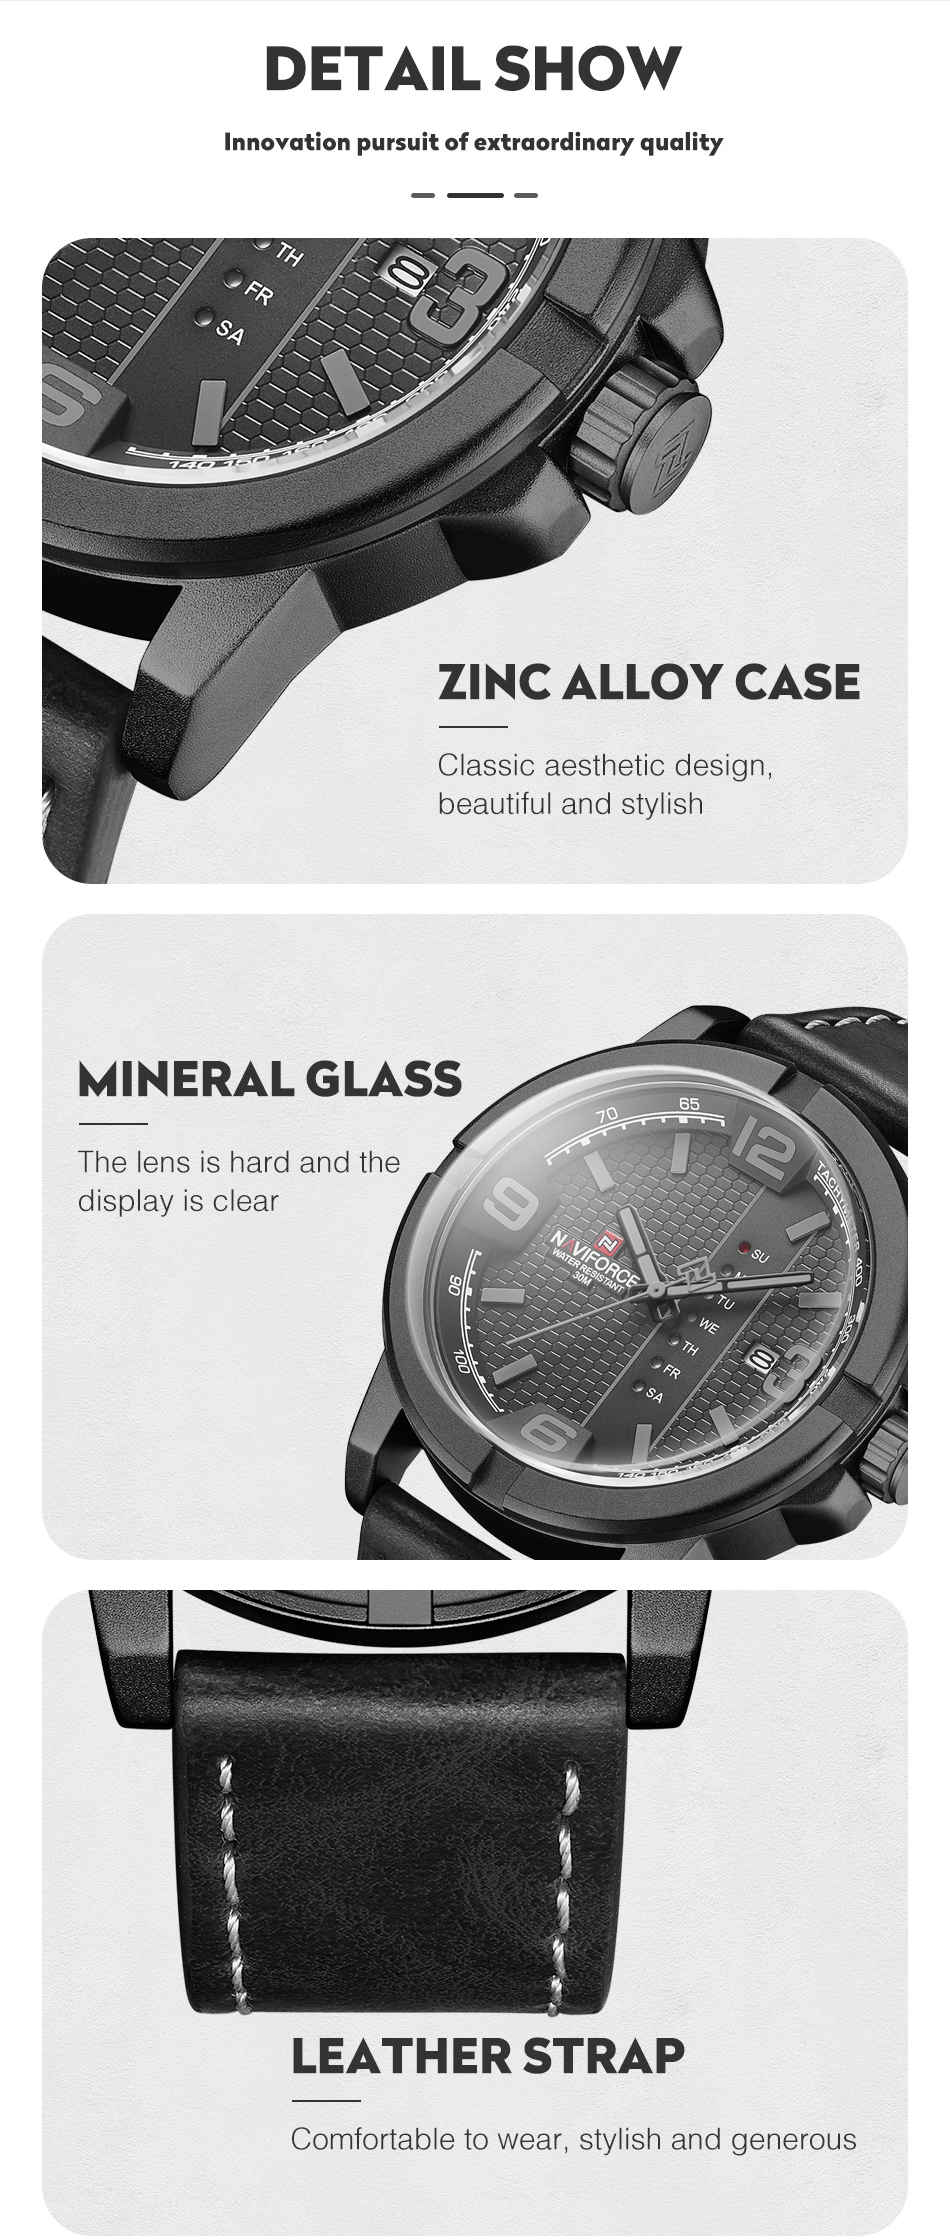 DETAIL SHOW
Innovation pursuit of extraordinary quality
TH
8
3
FR
SA
6
140 160
ZINC ALLOY CASE
Classic aesthetic design,
beautiful and stylish
MINERAL GLASS
The lens is hard and the
display is clear
70
65
12
TACHYMETER 400
9
SU
NAVIFORCE
WATER RESISTANT
30M
TU
90
WE
300
TH
8
3
100
FR
SA
6
140 160
LEATHER STRAP
Comfortable to wear, stylish and generous